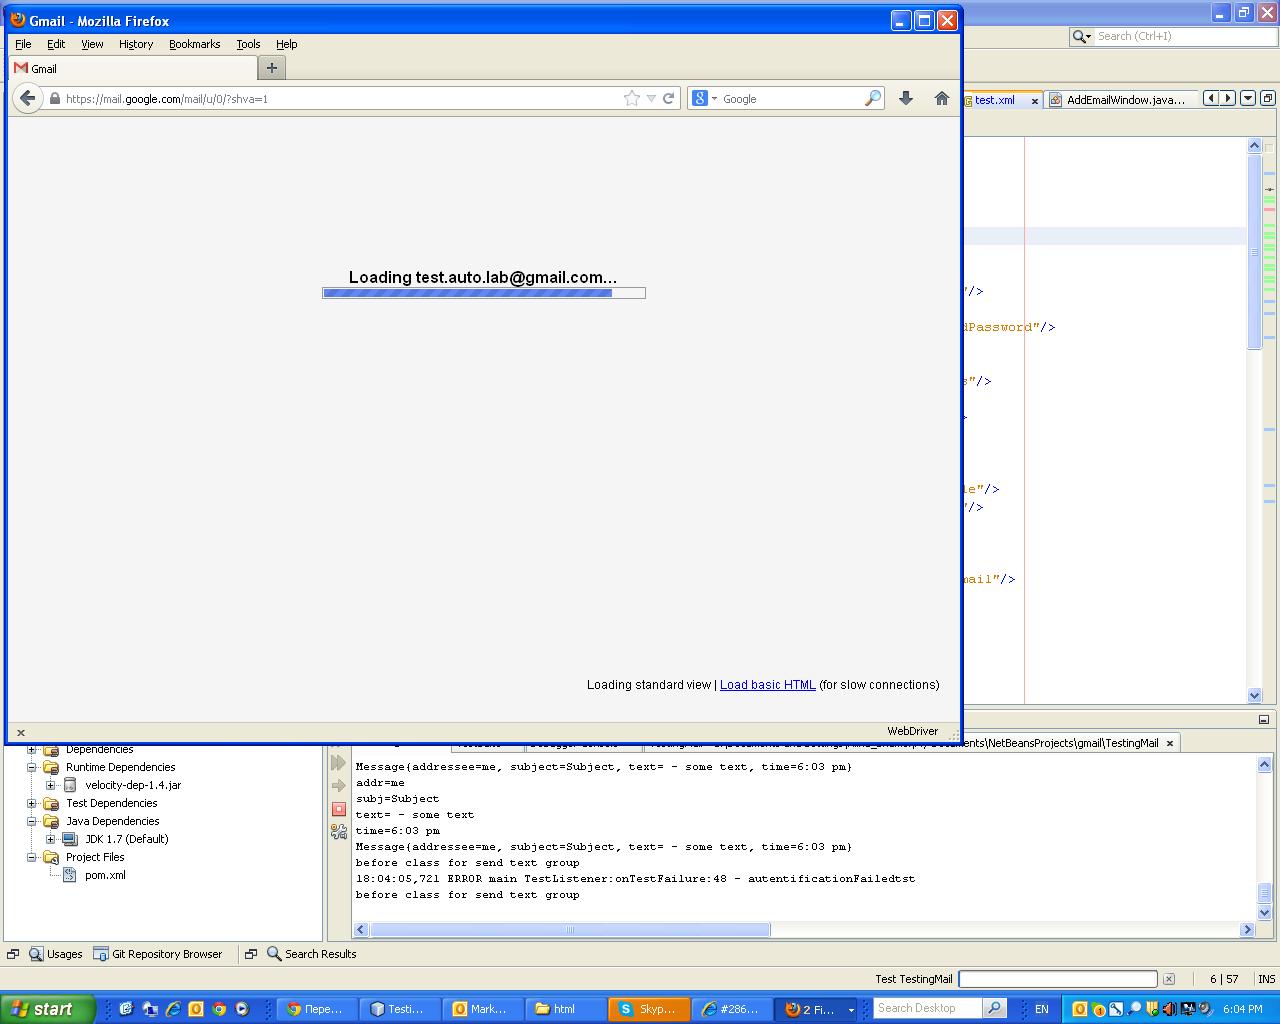 Gmail - Mozilla Firefox
File Edit View History Bookmarks Tools Help
Search (Ctrl+I)
Gmail
https://mail.google.com/mail/u/0/?shva=1
Google
test.xml
AddEmailWindow.java...
Loading test.auto.lab@gmail.com...
"/>
dPassword"/>
s"/>
>
le"/>
"/>
mail"/>
Loading standard view | Load basic HTML (for slow connections)
WebDriver
ents\NetBeansProjects\gmail\TestingMail
Dependencies
Runtime Dependencies
velocity-dep-1.4.jar
Test Dependencies
Java Dependencies
JDK 1.7 (Default)
Project Files
pom.xml
Message{addressee=me, subject=Subject, text= - some text, time=6:03 pm}
addr=me
subj=Subject
text= - some text
time=6:03 pm
Message{addressee=me, subject=Subject, text= - some text, time=6:03 pm}
before class for send text group
18:04:05,721 ERROR main TestListener:onTestFailure:48 - autentificationFailedtst
before class for send text group
Usages Git Repository Browser Search Results
Test TestingMail 6 | 57 INS
start Пере... Testi... Mark... html Skyp... #286... 2 Fi... Search Desktop EN 6:04 PM